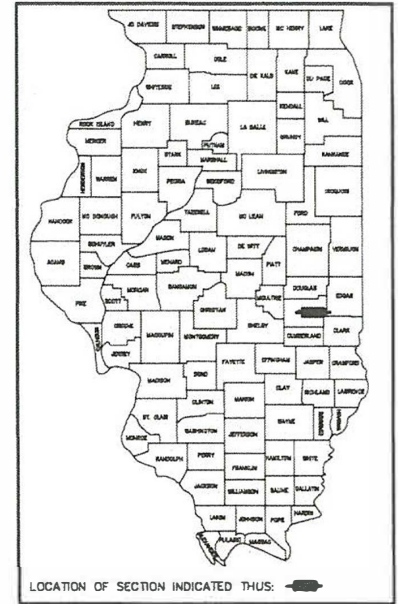 JO DAVIESS STEPHENSON WINNEBAGO BOONE MC HENRY LAKE
CARROLL OGLE DE KALB KANE DU PAGE COOK
WHITESIDE LEE KENDALL WILL
ROCK ISLAND HENRY BUREAU LA SALLE GRUNDY
MERCER PUTNAM KANKAKEE
STARK MARSHALL LIVINGSTON
HENDERSON WARREN KNOX PEORIA WOODFORD IROQUOIS
HANCOCK MC DONOUGH FULTON TAZEWELL MC LEAN FORD
MASON
SCHUYLER LOGAN DE WITT CHAMPAIGN VERMILION
ADAMS BROWN CASS MENARD MACON PIATT
MORGAN SANGAMON DOUGLAS EDGAR
PIKE SCOTT CHRISTIAN MOULTRIE
GREENE MACOUPIN MONTGOMERY SHELBY CUMBERLAND CLARK
CALHOUN JERSEY
FAYETTE EFFINGHAM JASPER CRAWFORD
MADISON BOND CLAY RICHLAND LAWRENCE
CLINTON MARION
ST. CLAIR WAYNE WABASH
MONROE WASHINGTON JEFFERSON
RANDOLPH PERRY HAMILTON WHITE
FRANKLIN
JACKSON WILLIAMSON SALINE GALLATIN
UNION JOHNSON POPE HARDIN
ALEXANDER PULASKI MASSAC
LOCATION OF SECTION INDICATED THUS: